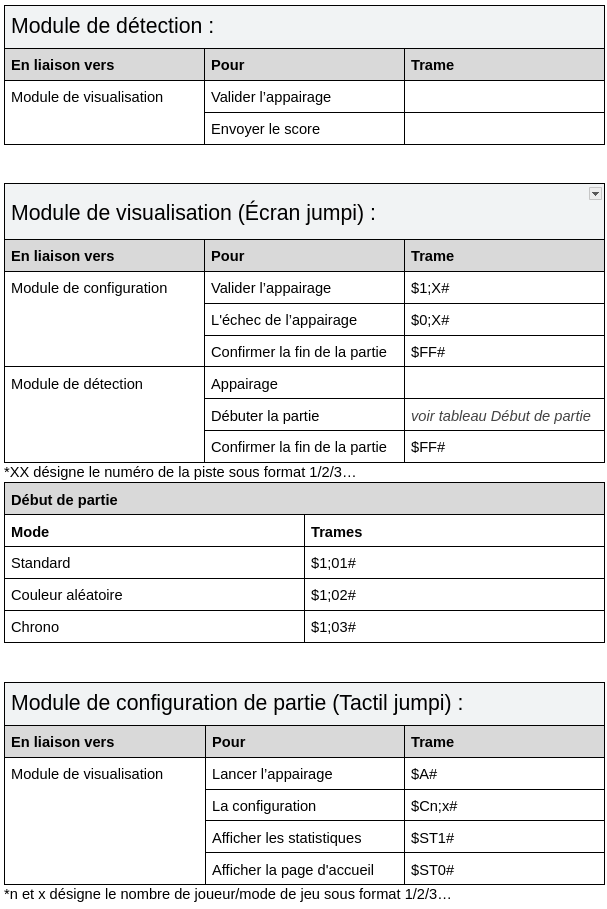 Module de détection :
En liaison vers Pour Trame
Module de visualisation Valider l’appairage
Envoyer le score
Module de visualisation (Écran jumpi) :
En liaison vers Pour Trame
Module de configuration Valider l’appairage $1;X#
L'échec de l’appairage $0;X#
Confirmer la fin de la partie $FF#
Module de détection Appairage
Débuter la partie voir tableau Début de partie
Confirmer la fin de la partie $FF#
*XX désigne le numéro de la piste sous format 1/2/3…
Début de partie
Mode Trames
Standard $1;01#
Couleur aléatoire $1;02#
Chrono $1;03#
Module de configuration de partie (Tactil jumpi) :
En liaison vers Pour Trame
Module de visualisation Lancer l’appairage $A#
La configuration $Cn;x#
Afficher les statistiques $ST1#
Afficher la page d'accueil $ST0#
*n et x désigne le nombre de joueur/mode de jeu sous format 1/2/3…